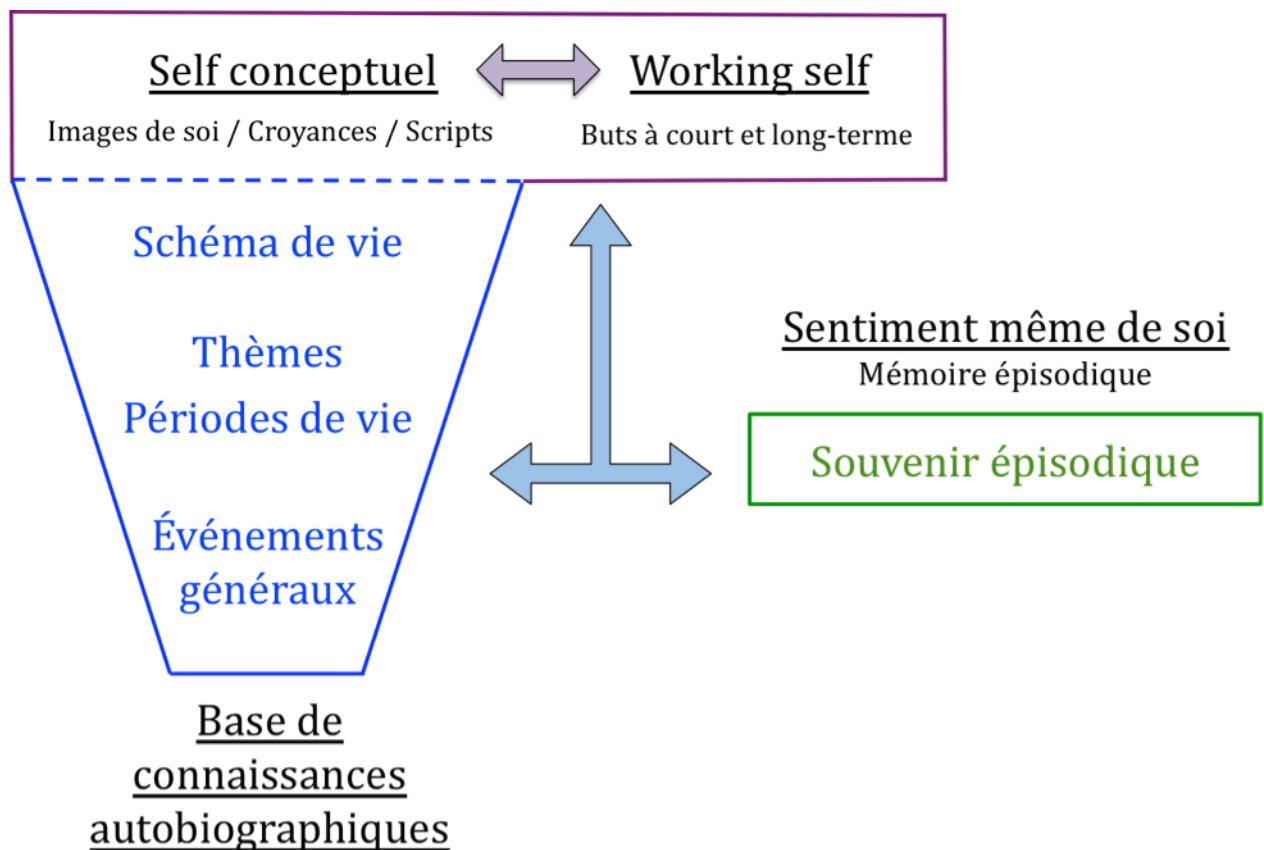 Self conceptuel
Working self
Images de soi / Croyances / Scripts
Buts à court et long-terme
Schéma de vie
Thèmes
Périodes de vie
Événements
généraux
Sentiment même de soi
Mémoire épisodique
Souvenir épisodique
Base de
connaissances
autobiographiques